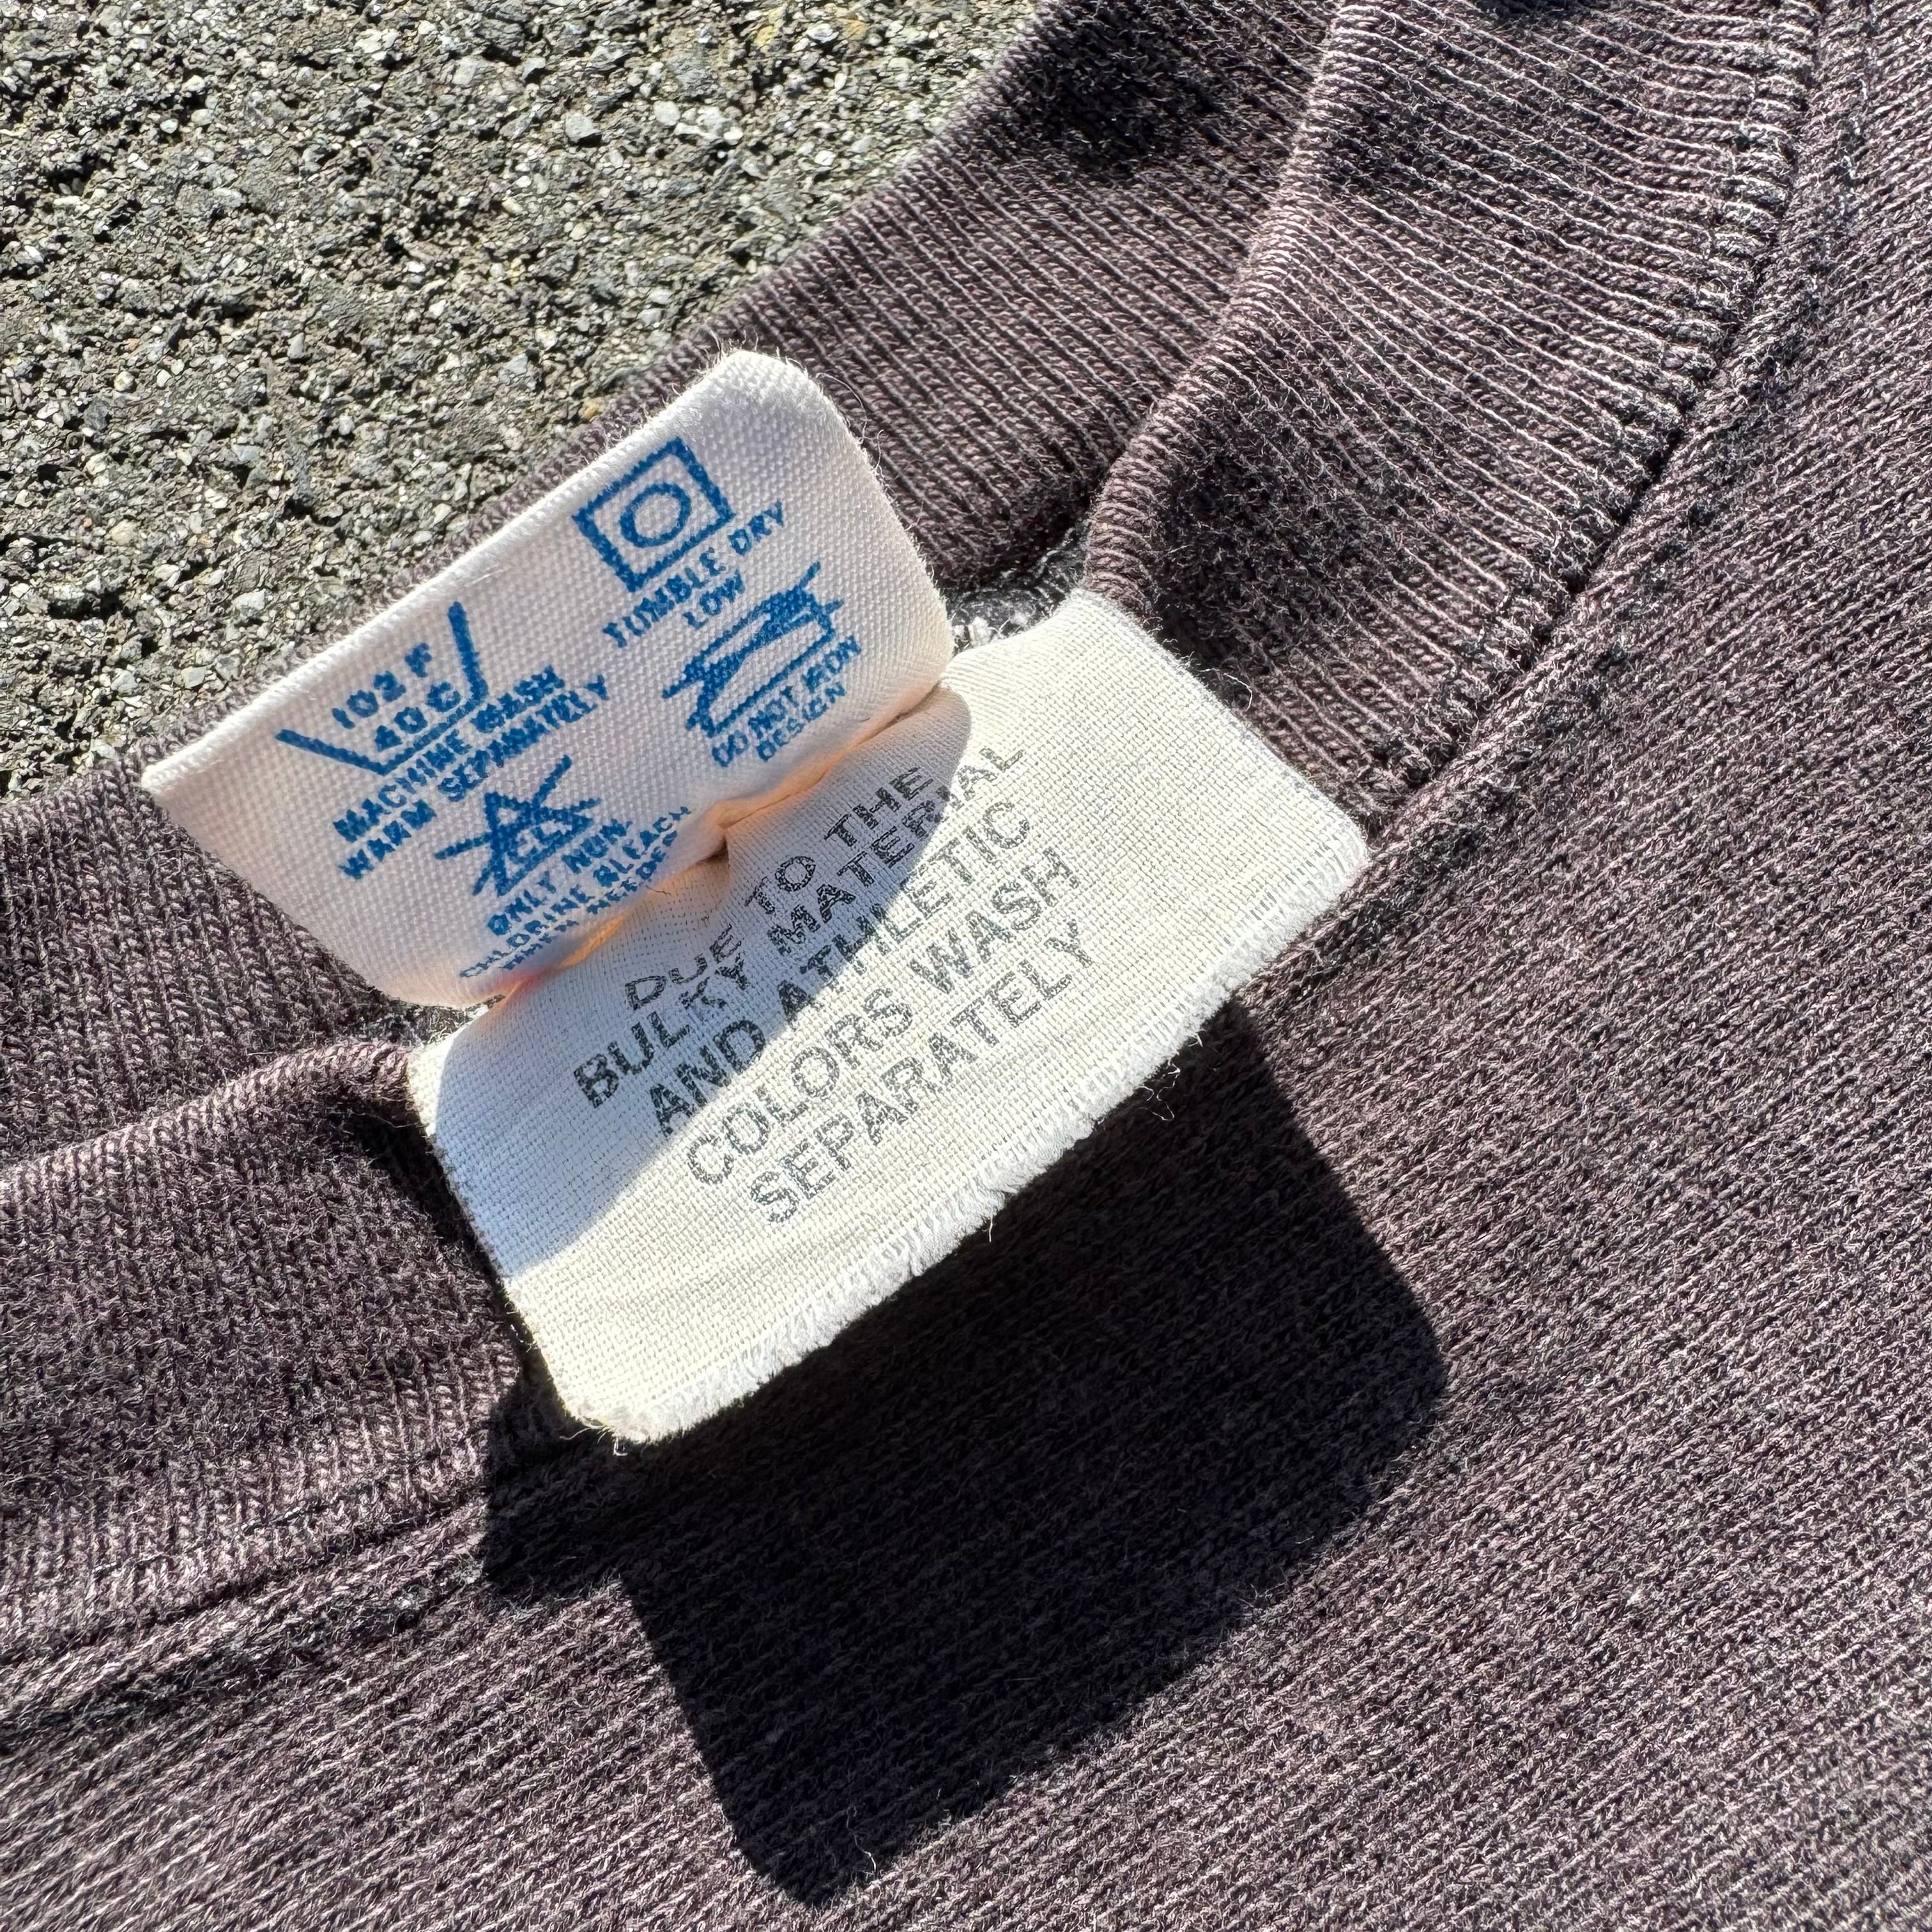 102 F
40 C
MACHINE WASH
WARM SEPARATELY
TUMBLE DRY
LOW
ONLY NON
CHLORINE BLEACH
DO NOT IRON
DESIGN
DUE TO THE
BULKY MATERIAL
AND ATHLETIC
COLORS WASH
SEPARATELY